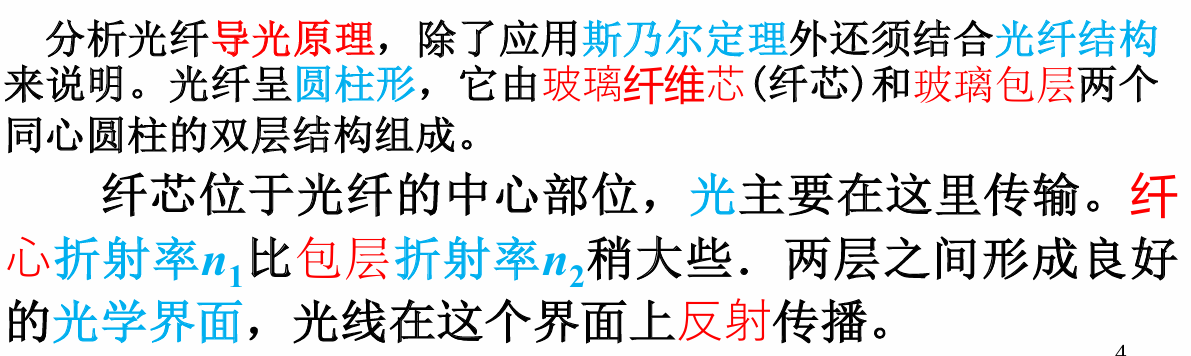 分析光纤导光原理，除了应用斯乃尔定理外还须结合光纤结构
来说明。光纤呈圆柱形，它由玻璃纤维芯(纤芯)和玻璃包层两个
同心圆柱的双层结构组成。
纤芯位于光纤的中心部位，光主要在这里传输。纤
心折射率n₁比包层折射率n₂稍大些．两层之间形成良好
的光学界面，光线在这个界面上反射传播。
4